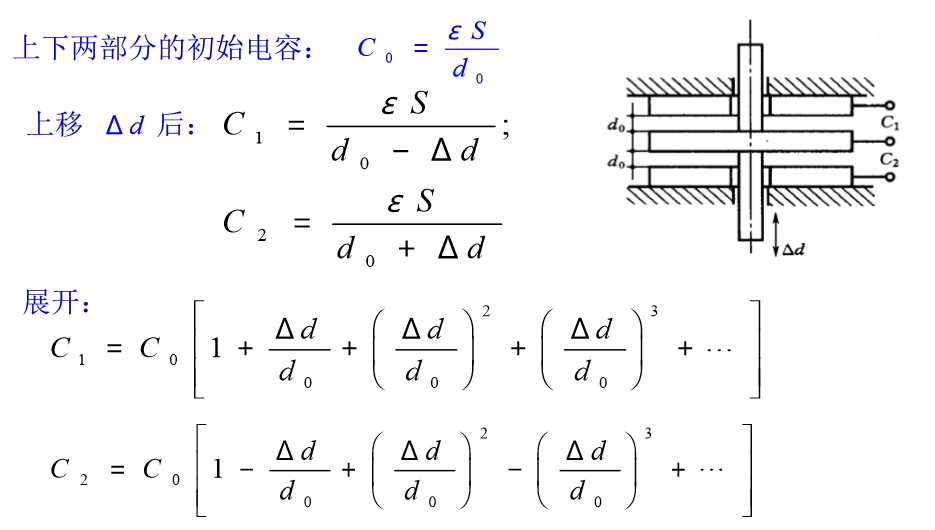 上下两部分的初始电容： C₀ = εS / d₀
上移 Δd 后： C₁ = εS / (d₀ − Δd) ;
C₂ = εS / (d₀ + Δd)
d₀
d₀
C₁
C₂
Δd
展开：
C₁ = C₀ [ 1 + Δd/d₀ + (Δd/d₀)² + (Δd/d₀)³ + ⋯ ]
C₂ = C₀ [ 1 − Δd/d₀ + (Δd/d₀)² − (Δd/d₀)³ + ⋯ ]